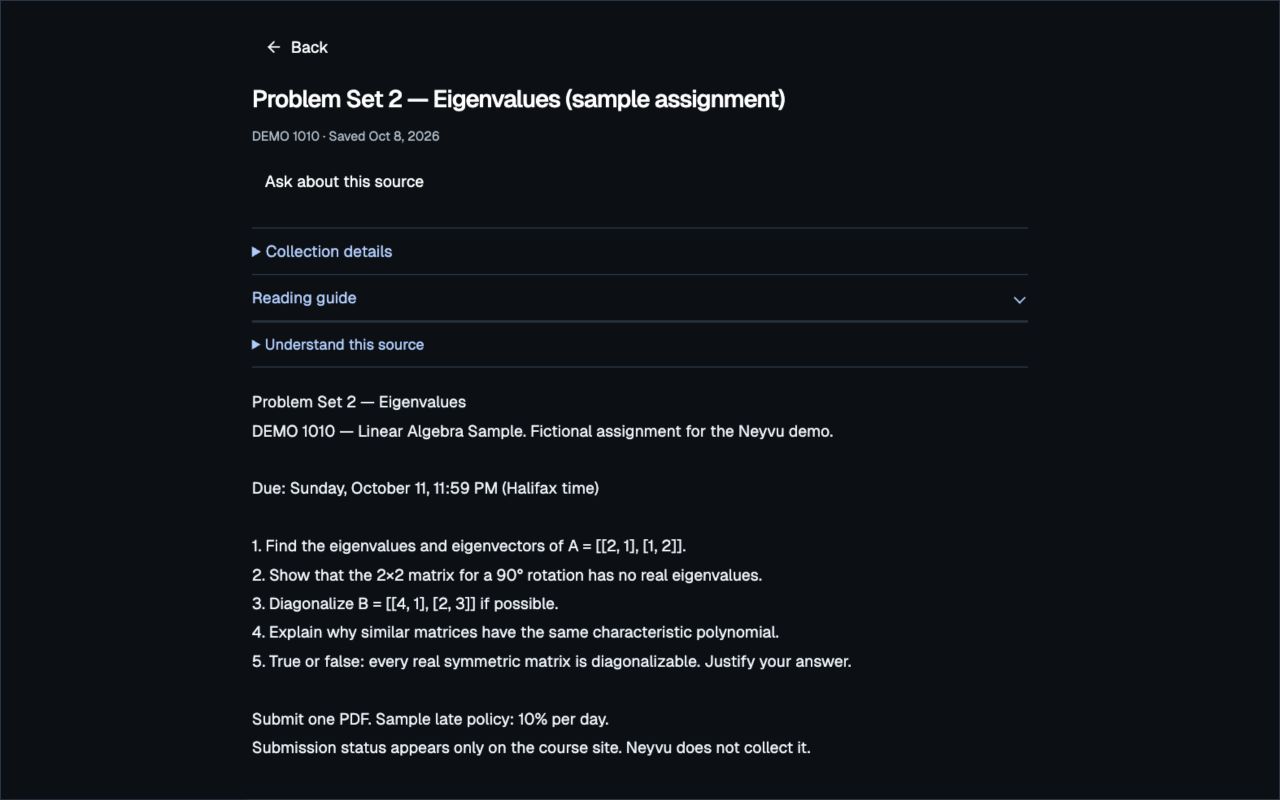 ← Back
Problem Set 2 — Eigenvalues (sample assignment)
DEMO 1010 · Saved Oct 8, 2026
Ask about this source
Collection details
Reading guide
Understand this source
Problem Set 2 — Eigenvalues
DEMO 1010 — Linear Algebra Sample. Fictional assignment for the Neyvu demo.
Due: Sunday, October 11, 11:59 PM (Halifax time)
1. Find the eigenvalues and eigenvectors of A = [[2, 1], [1, 2]].
2. Show that the 2×2 matrix for a 90° rotation has no real eigenvalues.
3. Diagonalize B = [[4, 1], [2, 3]] if possible.
4. Explain why similar matrices have the same characteristic polynomial.
5. True or false: every real symmetric matrix is diagonalizable. Justify your answer.
Submit one PDF. Sample late policy: 10% per day.
Submission status appears only on the course site. Neyvu does not collect it.